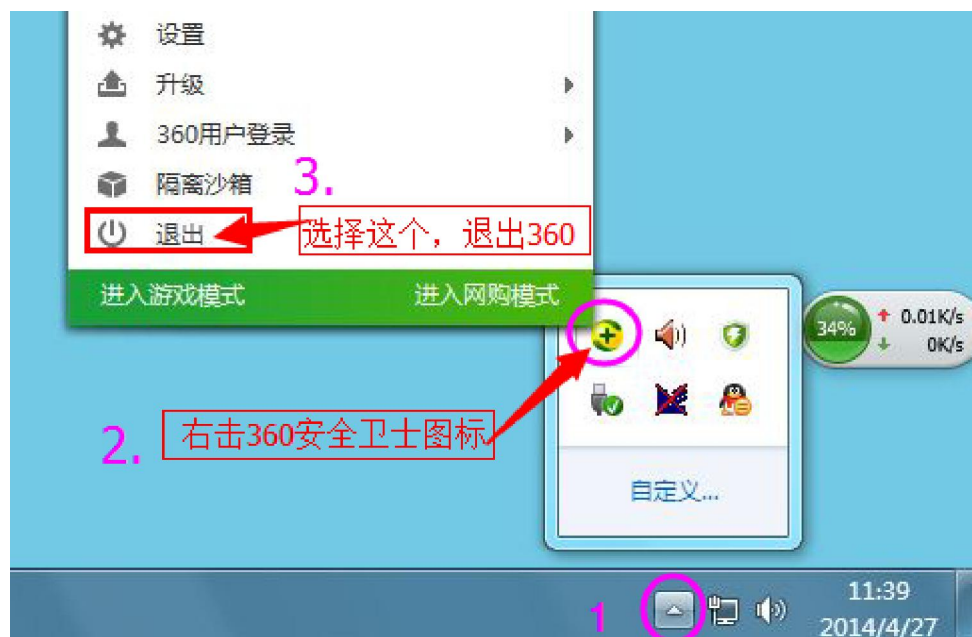 设置
升级
360用户登录
隔离沙箱
3.
退出
选择这个，退出360
进入游戏模式
进入网购模式
34%
0.01K/s
0K/s
2.
右击360安全卫士图标
自定义...
1
11:39
2014/4/27